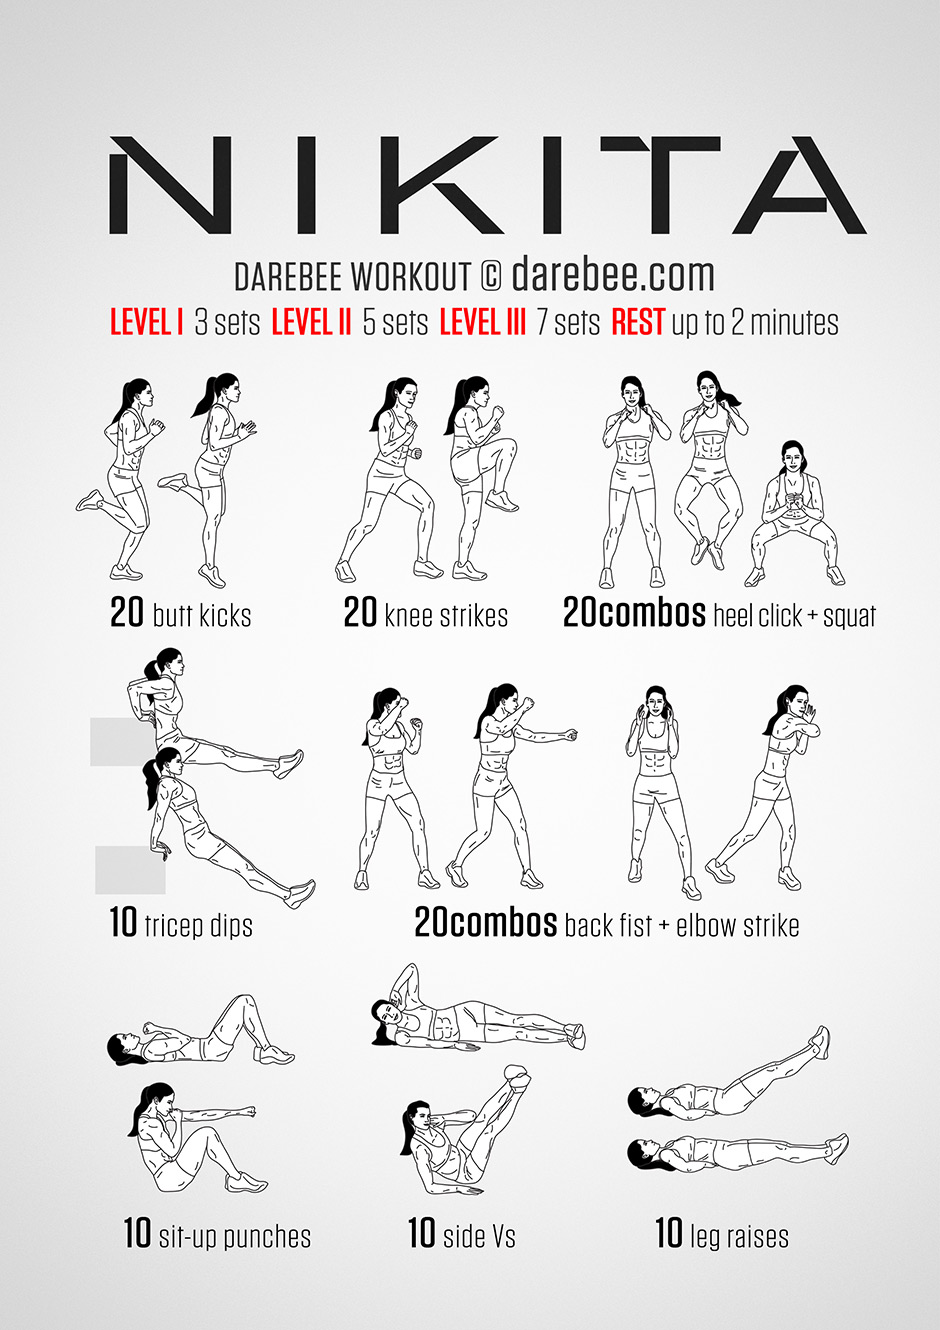 NIKITA
DAREBEE WORKOUT © darebee.com
LEVEL I 3 sets LEVEL II 5 sets LEVEL III 7 sets REST up to 2 minutes
20 butt kicks
20 knee strikes
20combos heel click + squat
10 tricep dips
20combos back fist + elbow strike
10 sit-up punches
10 side Vs
10 leg raises